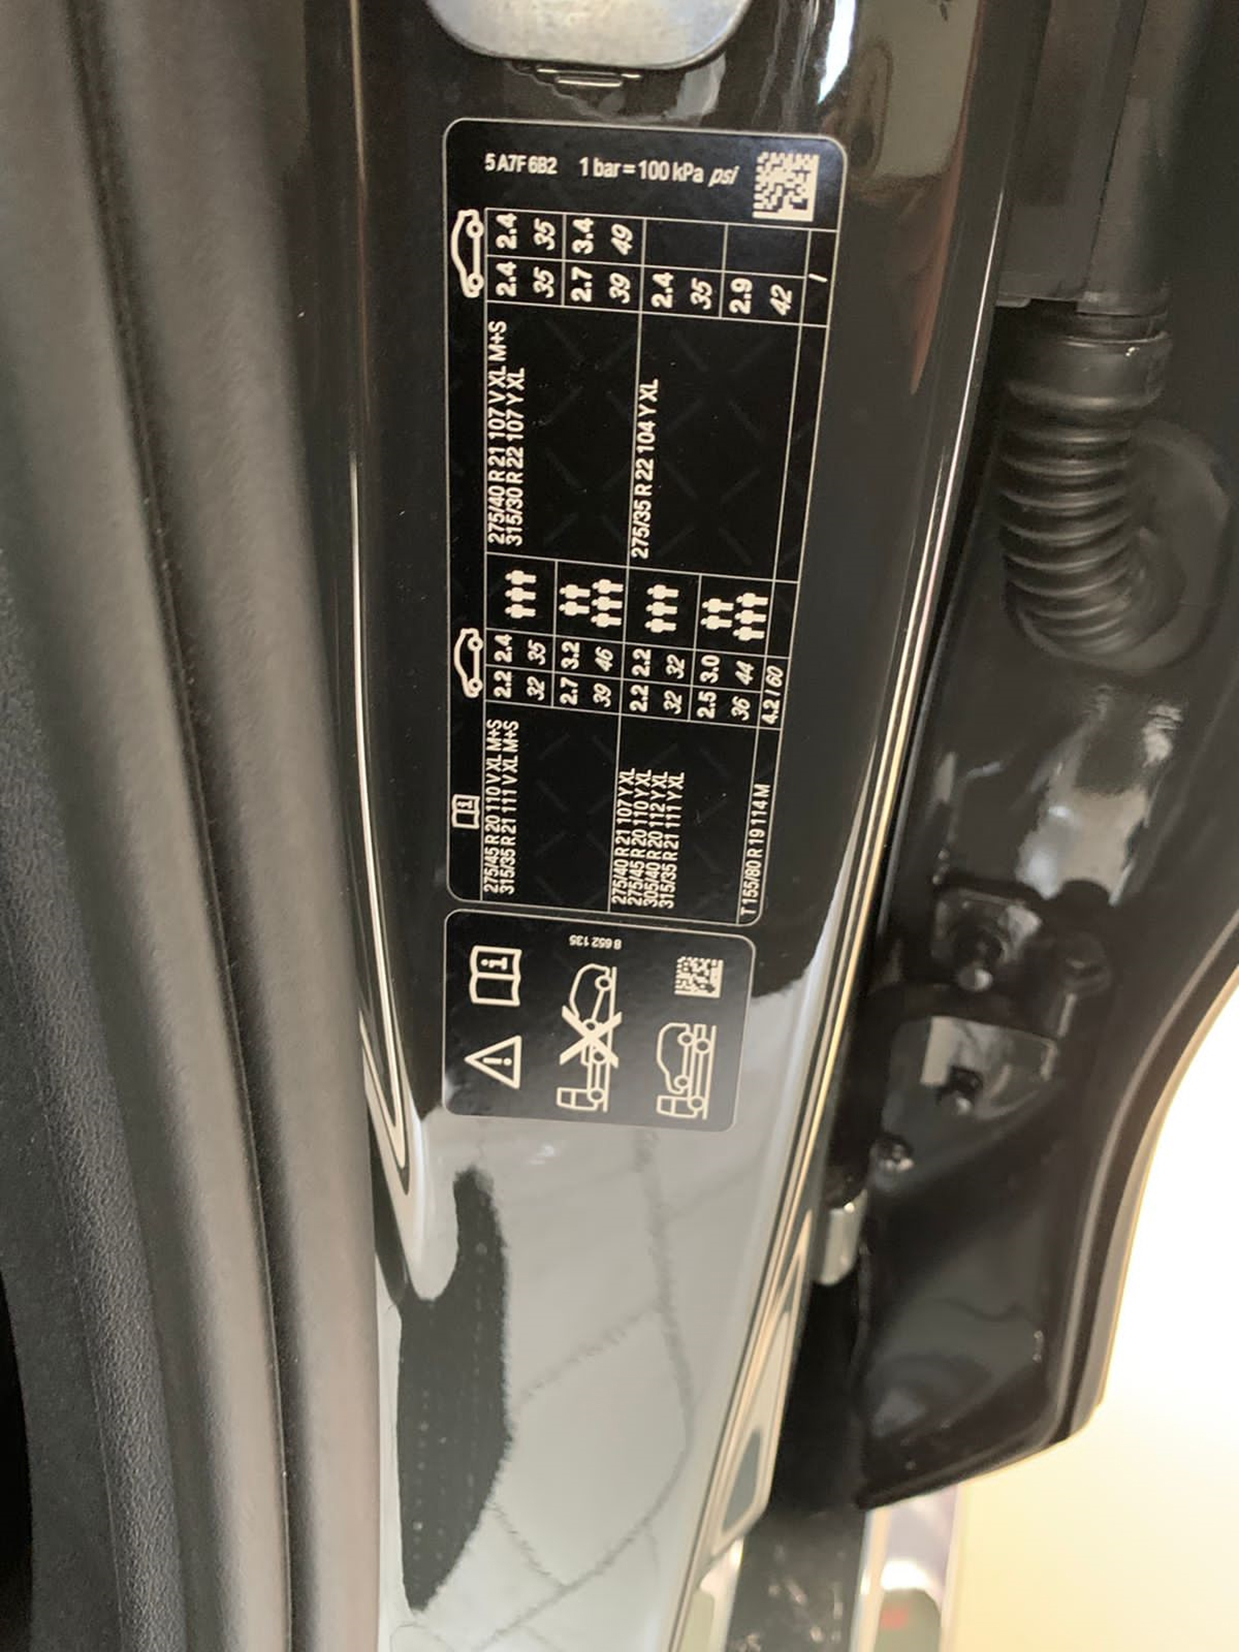 5A7F6B2 1 bar = 100 kPa psi
275/45 R 20 110 V XL M+S 2.2 2.4 275/40 R 21 107 V XL M+S 2.4 2.4
315/35 R 21 111 V XL M+S 32 35 315/30 R 22 107 Y XL 35 35
2.7 3.2 2.7 3.4
39 46 39 49
275/40 R 21 107 Y XL 2.2 2.2 275/35 R 22 104 Y XL 2.4
275/45 R 20 110 Y XL 32 32 35
305/40 R 20 112 Y XL
315/35 R 21 111 Y XL 2.5 3.0 2.9
36 44 42
T 155/80 R 19 114 M 4.2 / 60 /
8 652 135